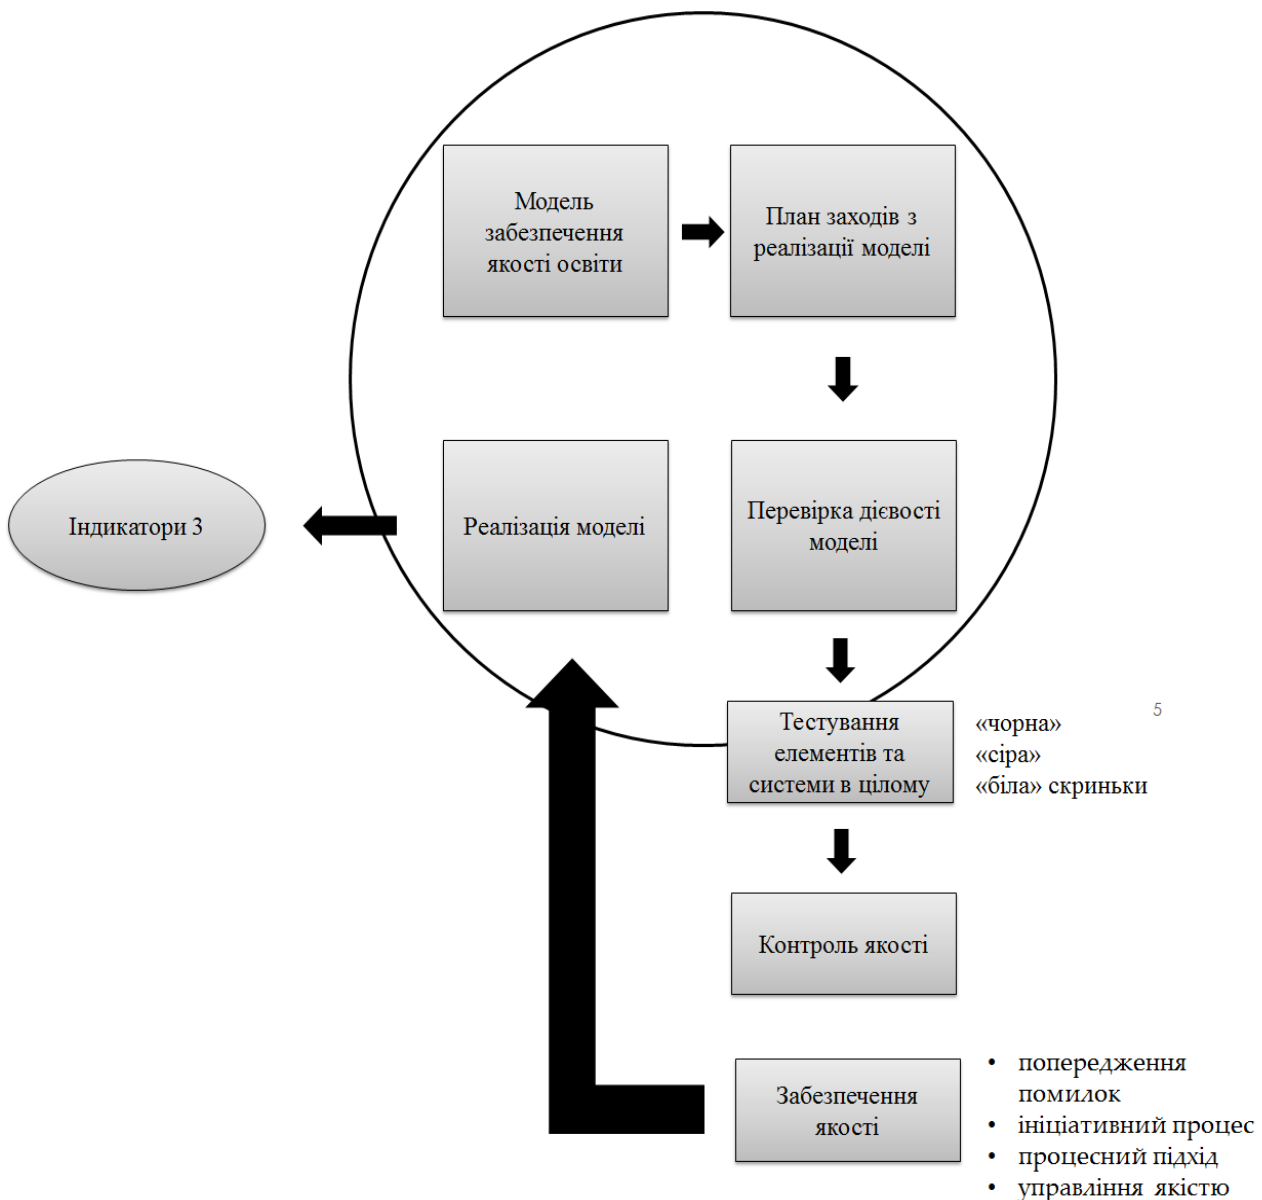 Модель
забезпечення
якості освіти
План заходів з
реалізації моделі
Індикатори 3
Реалізація моделі
Перевірка дієвості
моделі
Тестування
елементів та
системи в цілому
«чорна»
«сіра»
«біла» скриньки
5
Контроль якості
Забезпечення
якості
• попередження
помилок
• ініціативний процес
• процесний підхід
• управління якістю